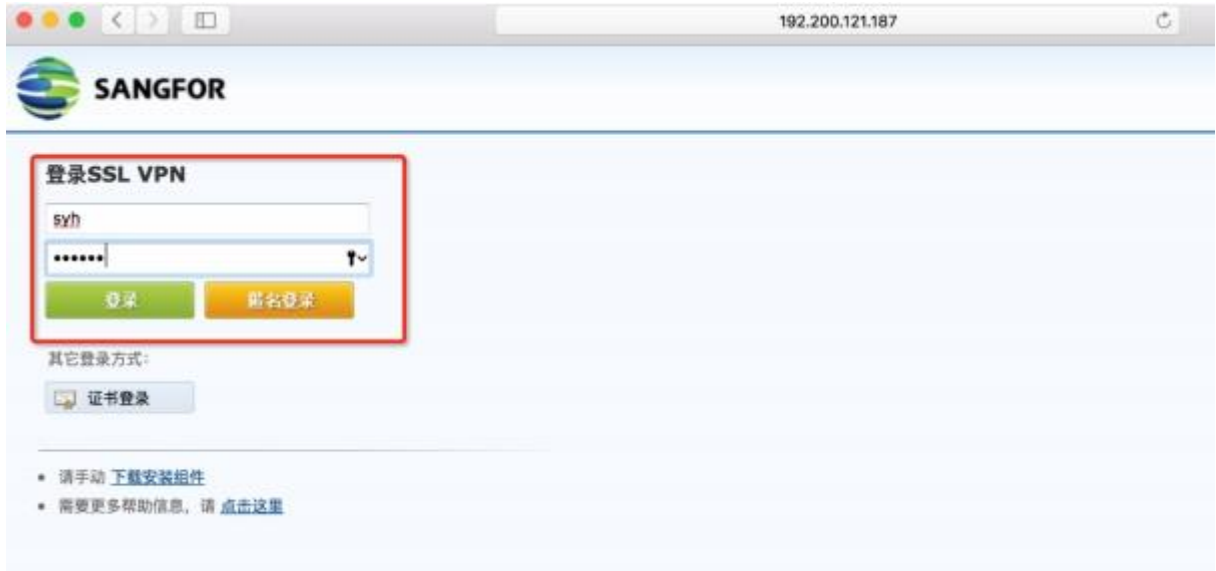 192.200.121.187
SANGFOR
登录SSL VPN
syh
••••••
登录 匿名登录
其它登录方式:
证书登录
请手动 下载安装组件
需要更多帮助信息, 请 点击这里